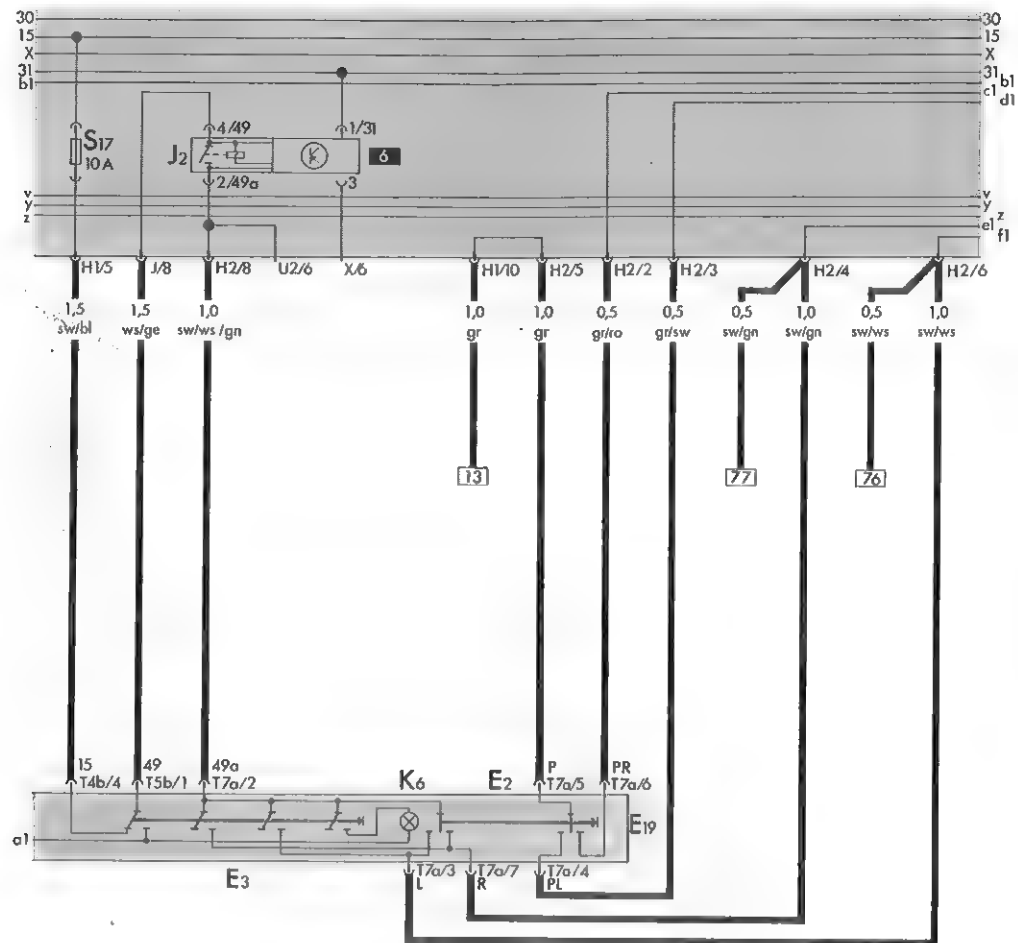 30 30
15 15
X X
31 31 b1
b1 c1
d1
4/49 1/31
S17 J2 6
10 A
2/49a 3
v v
y y
z z
e1
f1
H1/5 J/8 H2/8 U2/6 X/6 H1/10 H2/5 H2/2 H2/3 H2/4 H2/6
1,5 1,5 1,0 1,0 1,0 0,5 0,5 0,5 1,0 0,5 1,0
sw/bl ws/ge sw/ws/gn gr gr gr/ro gr/sw sw/gn sw/gn sw/ws sw/ws
13 77 76
15 49 49a P PR
T4b/4 T5b/1 T7a/2 K6 E2 T7a/5 T7a/6
E19
a1
T7a/3 T7a/7 T7a/4
E3 L R PL